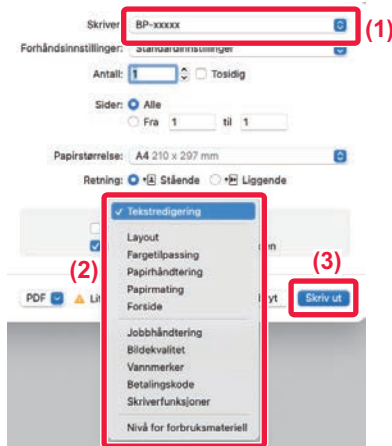 Skriver: BP-xxxxx
(1)
Forhåndsinnstillinger: Standardinnstillinger
Antall: 1 Tosidig
Sider: Alle
Fra 1 til 1
Papirstørrelse: A4 210 x 297 mm
Retning: Stående Liggende
✓ Tekstredigering
Layout
Fargetilpassing
Papirhåndtering
Papirmating
Forside
Jobbhåndtering
Bildekvalitet
Vannmerker
Betalingskode
Skriverfunksjoner
Nivå for forbruksmateriell
(2)
(3)
PDF
Skriv ut